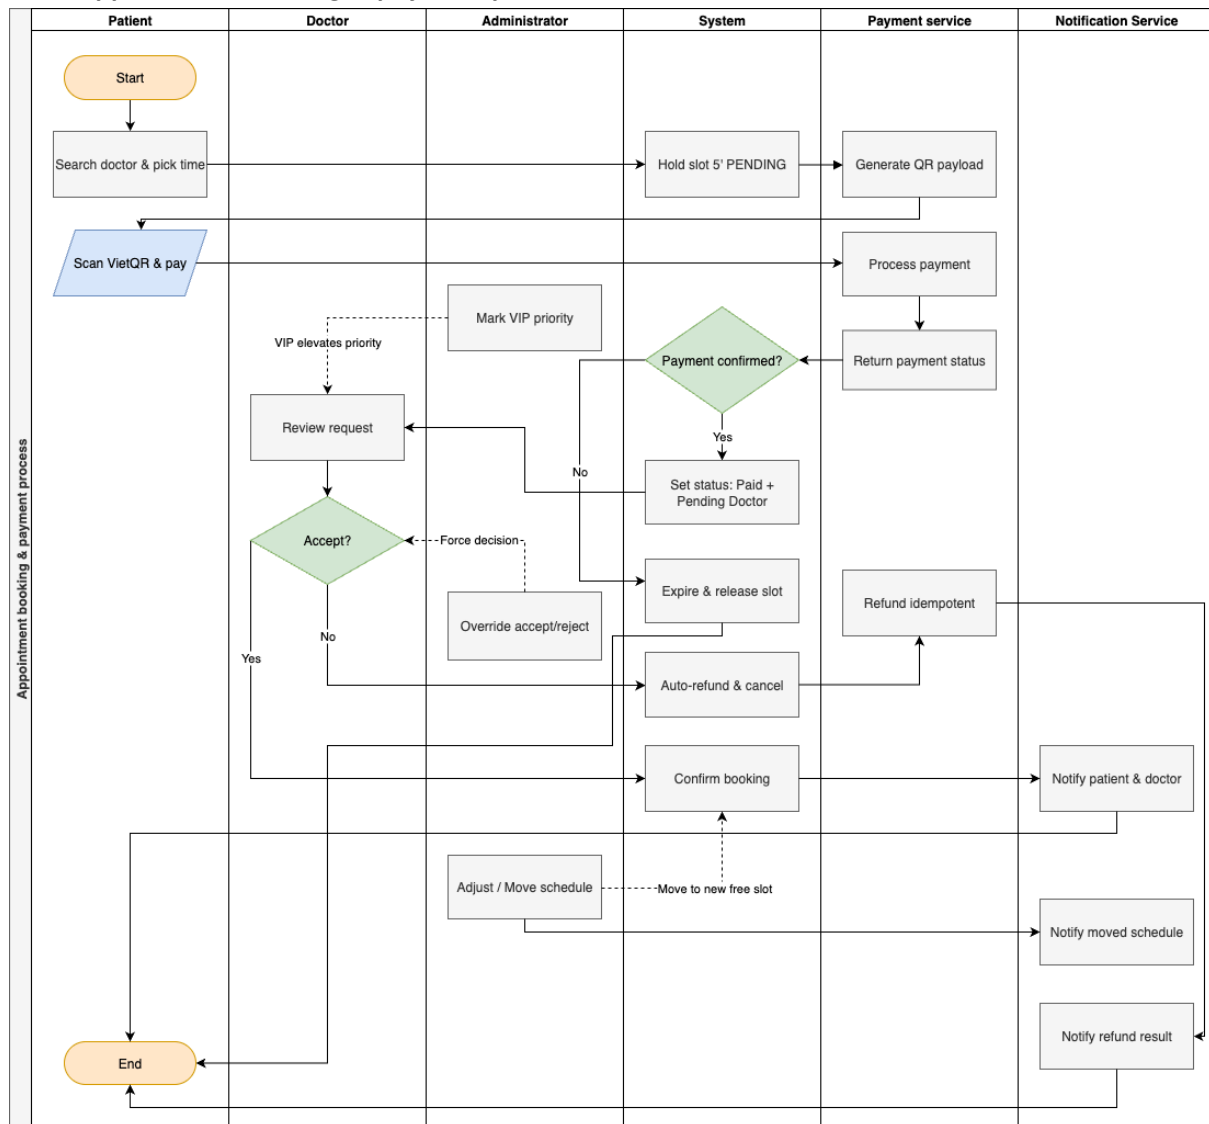 Patient
Doctor
Administrator
System
Payment service
Notification Service
Appointment booking & payment process
Start
Search doctor & pick time
Hold slot 5' PENDING
Generate QR payload
Scan VietQR & pay
Process payment
Mark VIP priority
VIP elevates priority
Payment confirmed?
Return payment status
Review request
Yes
No
Set status: Paid +
Pending Doctor
Accept?
Force decision
Expire & release slot
Refund idempotent
Override accept/reject
No
Yes
Auto-refund & cancel
Confirm booking
Notify patient & doctor
Adjust / Move schedule
Move to new free slot
Notify moved schedule
Notify refund result
End